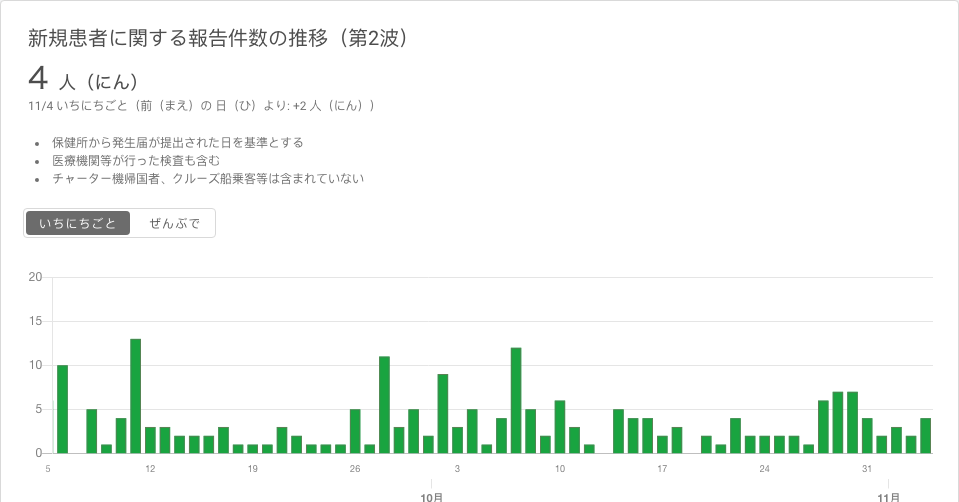 新規患者に関する報告件数の推移（第2波）
4 人（にん）
11/4 いちにちごと（前（まえ）の 日（ひ）より: +2 人（にん））
保健所から発生届が提出された日を基準とする
医療機関等が行った検査も含む
チャーター機帰国者、クルーズ船乗客等は含まれていない
いちにちごと ぜんぶで
20
15
10
5
0
5 12 19 26 3 10 17 24 31
10月 11月